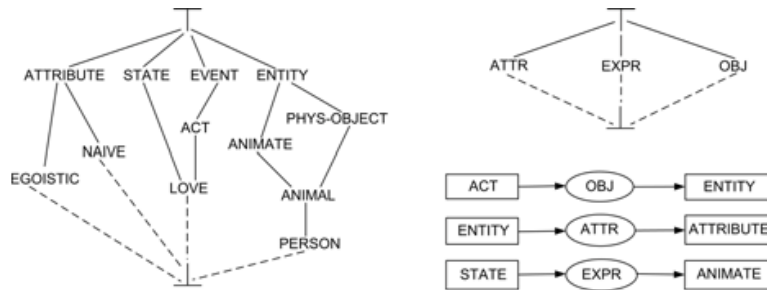 ATTRIBUTE STATE EVENT ENTITY
PHYS-OBJECT
ACT
ANIMATE
NAIVE
EGOISTIC
LOVE
ANIMAL
PERSON
ATTR EXPR OBJ
ACT OBJ ENTITY
ENTITY ATTR ATTRIBUTE
STATE EXPR ANIMATE